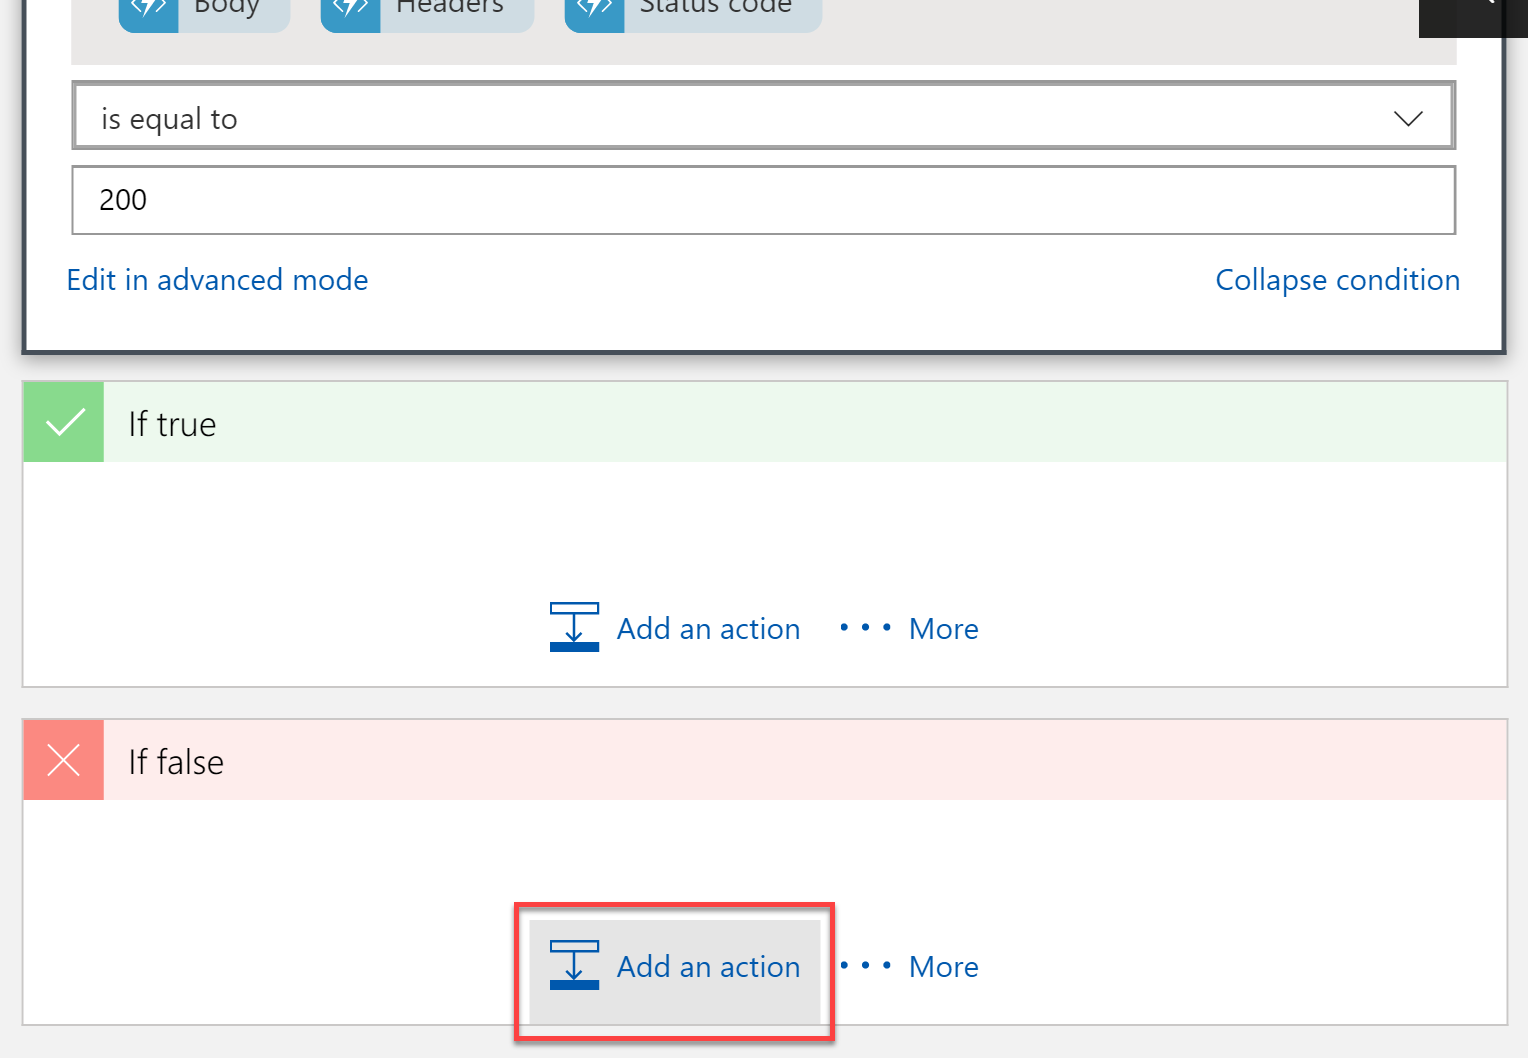 Body Headers Status code
is equal to
200
Edit in advanced mode Collapse condition
If true
Add an action ••• More
If false
Add an action ••• More